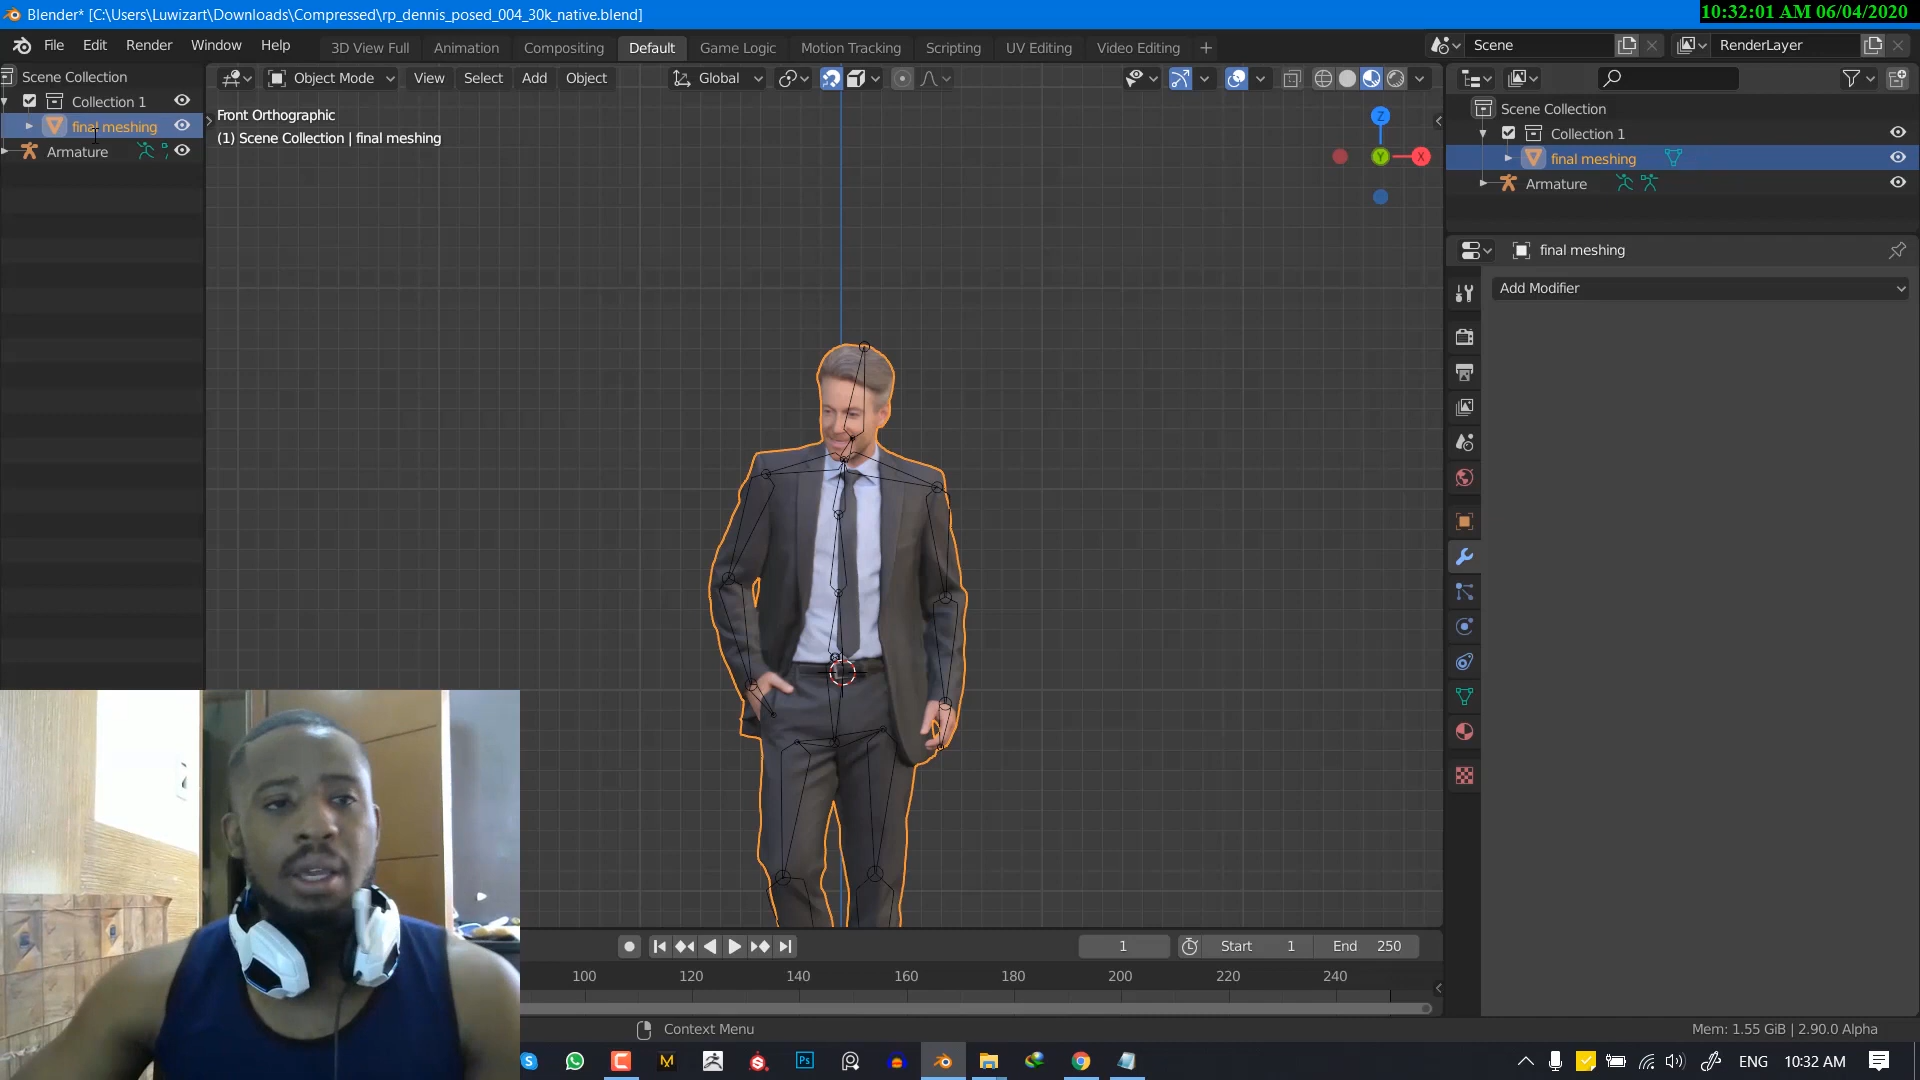 Blender* [C:\Users\Luwizart\Downloads\Compressed\rp_dennis_posed_004_30k_native.blend]
10:32:01 AM 06/04/2020
File Edit Render Window Help
3D View Full Animation Compositing Default Game Logic Motion Tracking Scripting UV Editing Video Editing +
Scene
RenderLayer
Scene Collection
Collection 1
final meshing
Armature
Object Mode View Select Add Object
Global
Front Orthographic
(1) Scene Collection | final meshing
Z
Y
X
Scene Collection
Collection 1
final meshing
Armature
final meshing
Add Modifier
1
Start 1
End 250
100 120 140 160 180 200 220 240
Context Menu
Mem: 1.55 GiB | 2.90.0 Alpha
Ps
ENG
10:32 AM